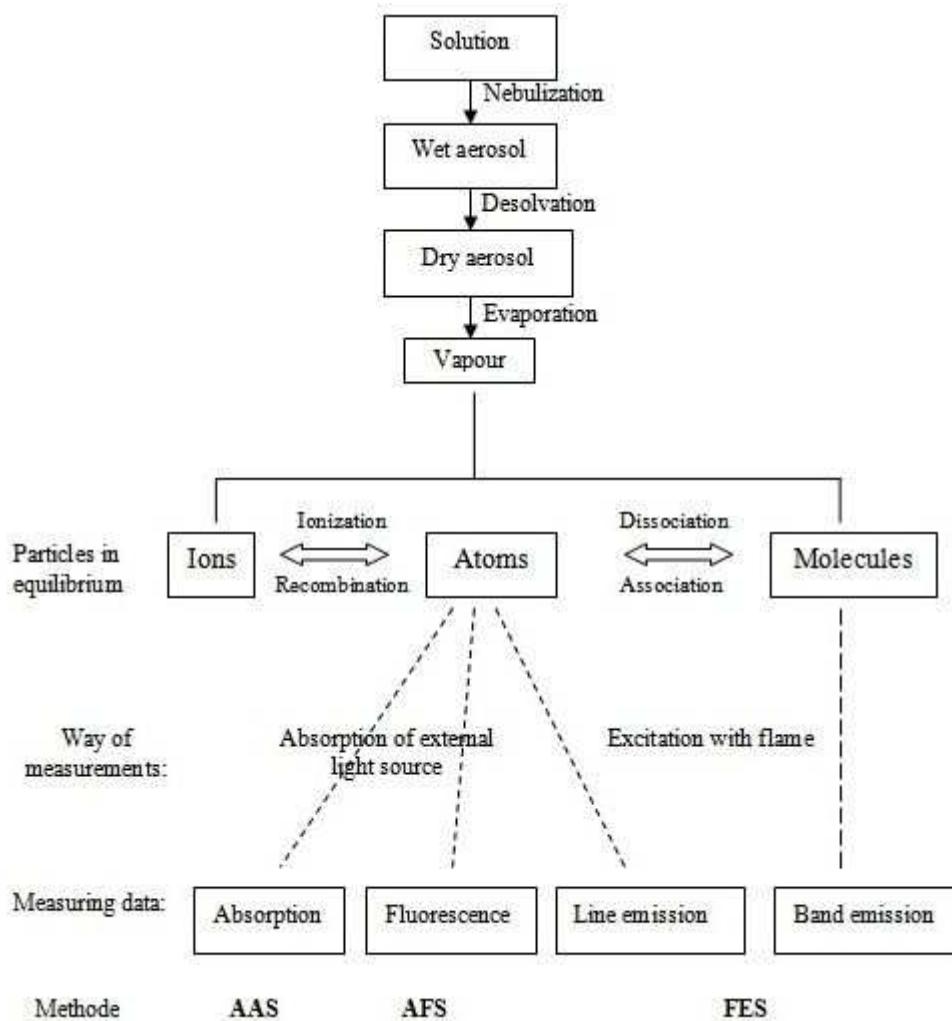 Solution
Nebulization
Wet aerosol
Desolvation
Dry aerosol
Evaporation
Vapour
Particles in
equilibrium
Ions
Ionization
Recombination
Atoms
Dissociation
Association
Molecules
Way of
measurements:
Absorption of external
light source
Excitation with flame
Measuring data:
Absorption
Fluorescence
Line emission
Band emission
Methode
AAS
AFS
FES